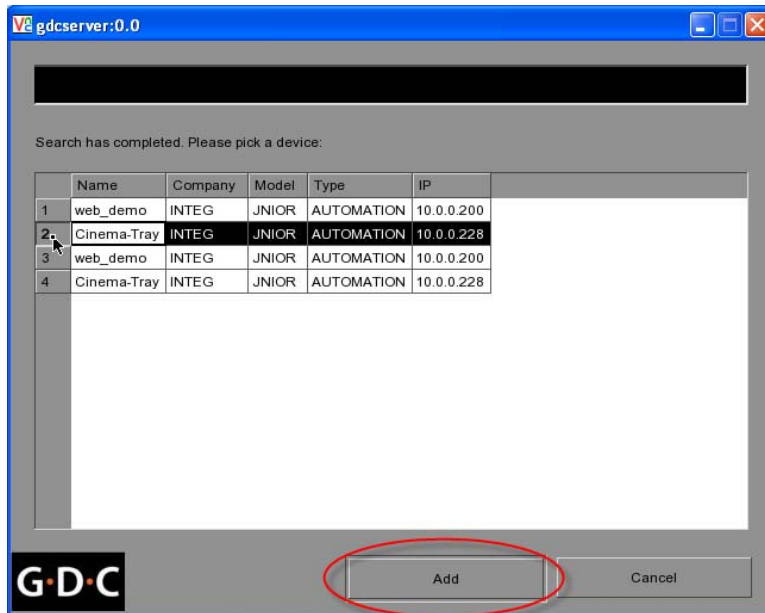 V2 gdcserver:0.0
Search has completed. Please pick a device:
Name Company Model Type IP
1 web_demo INTEG JNIOR AUTOMATION 10.0.0.200
2 Cinema-Tray INTEG JNIOR AUTOMATION 10.0.0.228
3 web_demo INTEG JNIOR AUTOMATION 10.0.0.200
4 Cinema-Tray INTEG JNIOR AUTOMATION 10.0.0.228
G·D·C Add Cancel